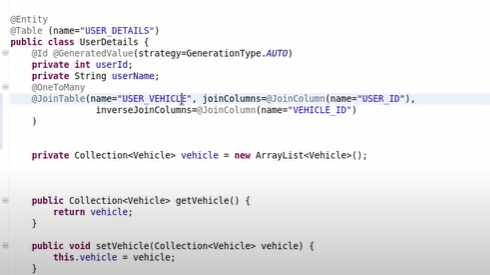 @Entity
@Table (name="USER_DETAILS")
public class UserDetails {
@Id @GeneratedValue(strategy=GenerationType.AUTO)
private int userId;
private String userName;
@OneToMany
@JoinTable(name="USER_VEHICLE", joinColumns=@JoinColumn(name="USER_ID"),
inverseJoinColumns=@JoinColumn(name="VEHICLE_ID")
)
private Collection<Vehicle> vehicle = new ArrayList<Vehicle>();
public Collection<Vehicle> getVehicle() {
return vehicle;
}
public void setVehicle(Collection<Vehicle> vehicle) {
this.vehicle = vehicle;
}